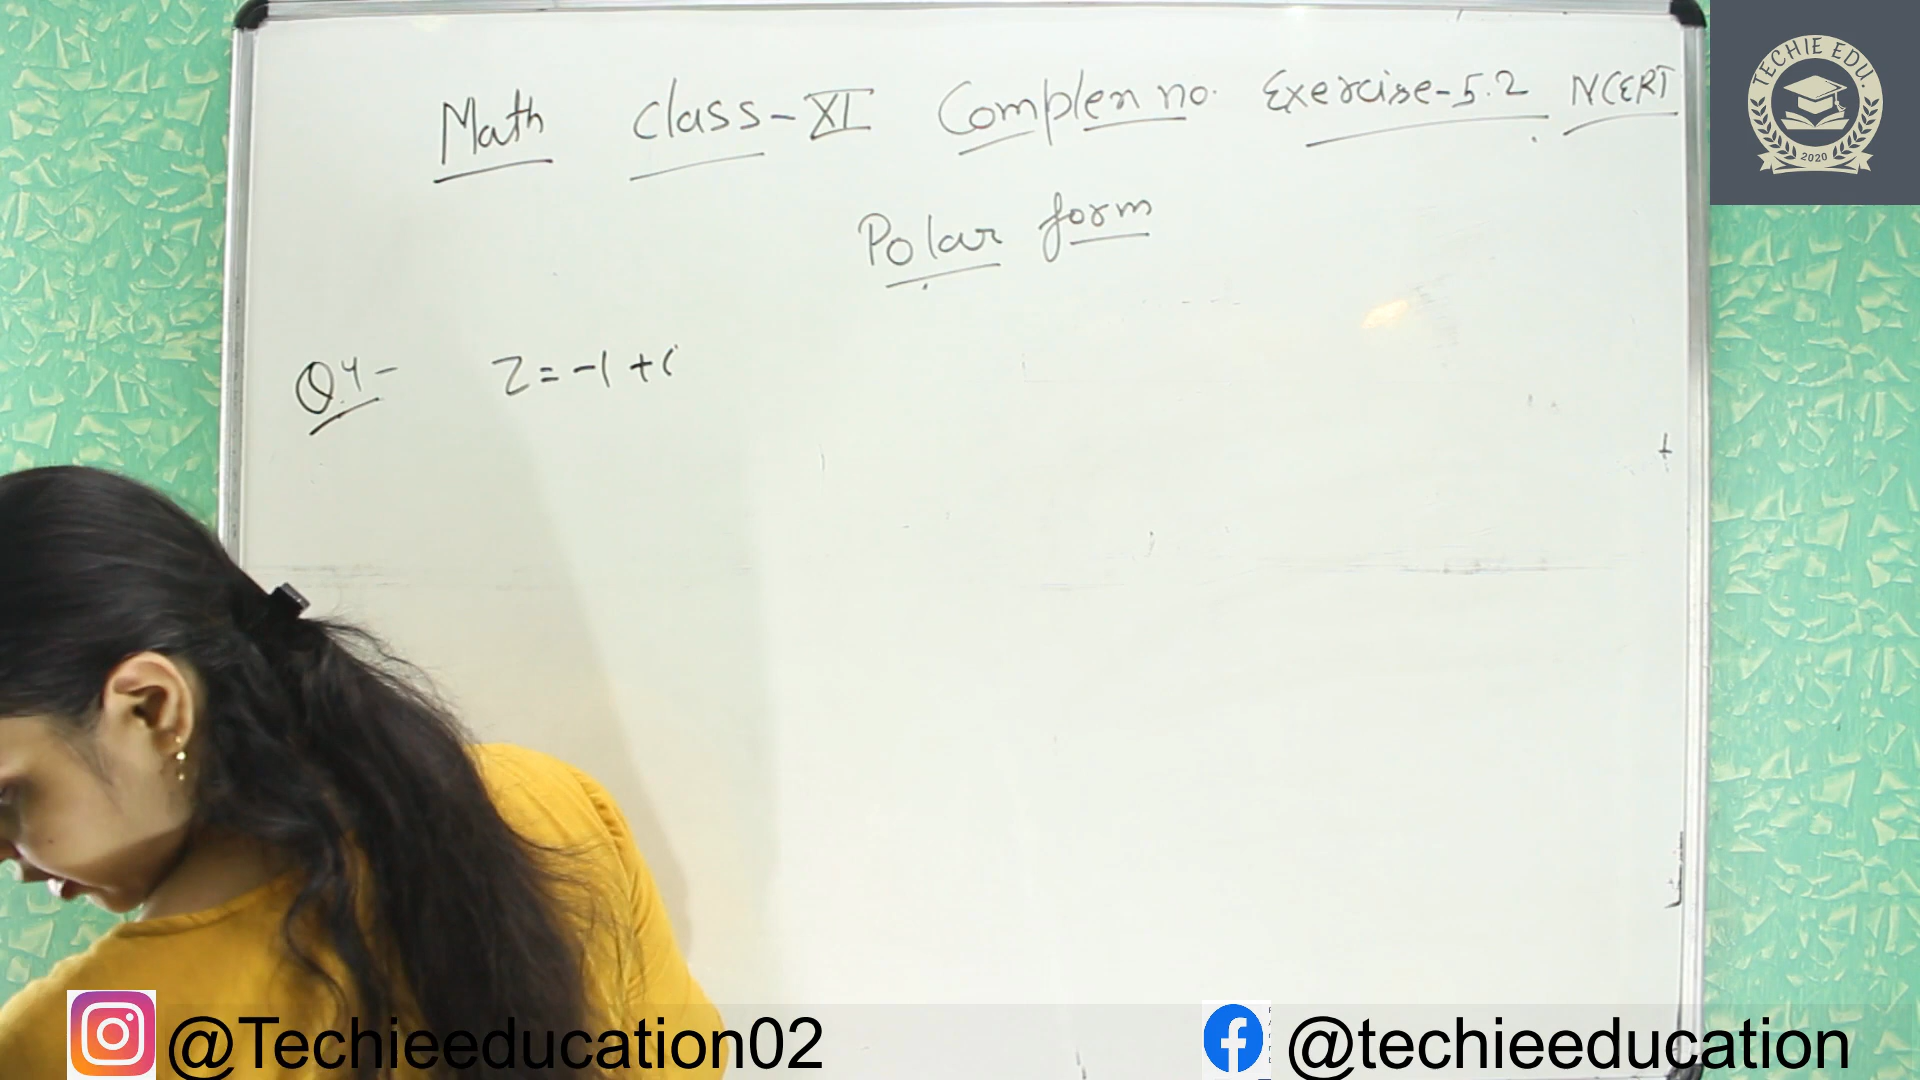 TECHIE EDU.
2020
Math class-XI Complex no. Exercise-5.2 NCERT
Polar form
Q.4- Z=-1+i
@Techieeducation02
@techieeducation